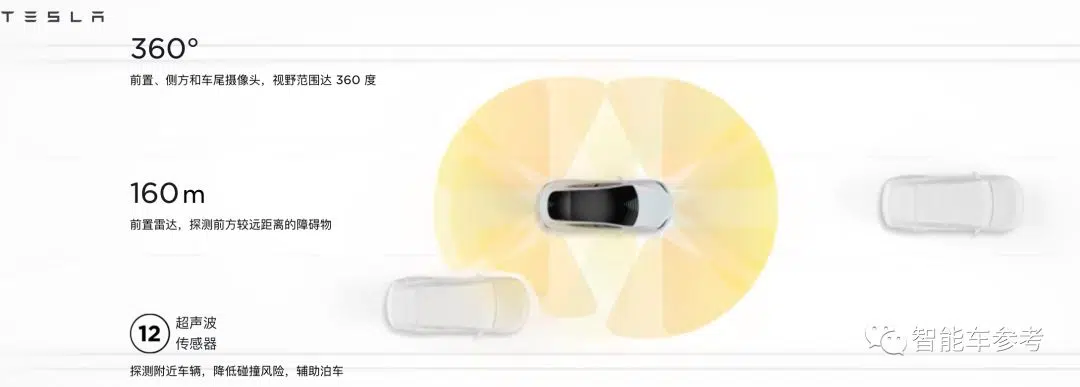 TESLA
360°
前置、侧方和车尾摄像头，视野范围达 360 度
160 m
前置雷达，探测前方较远距离的障碍物
12 超声波
传感器
探测附近车辆，降低碰撞风险，辅助泊车
智能车参考